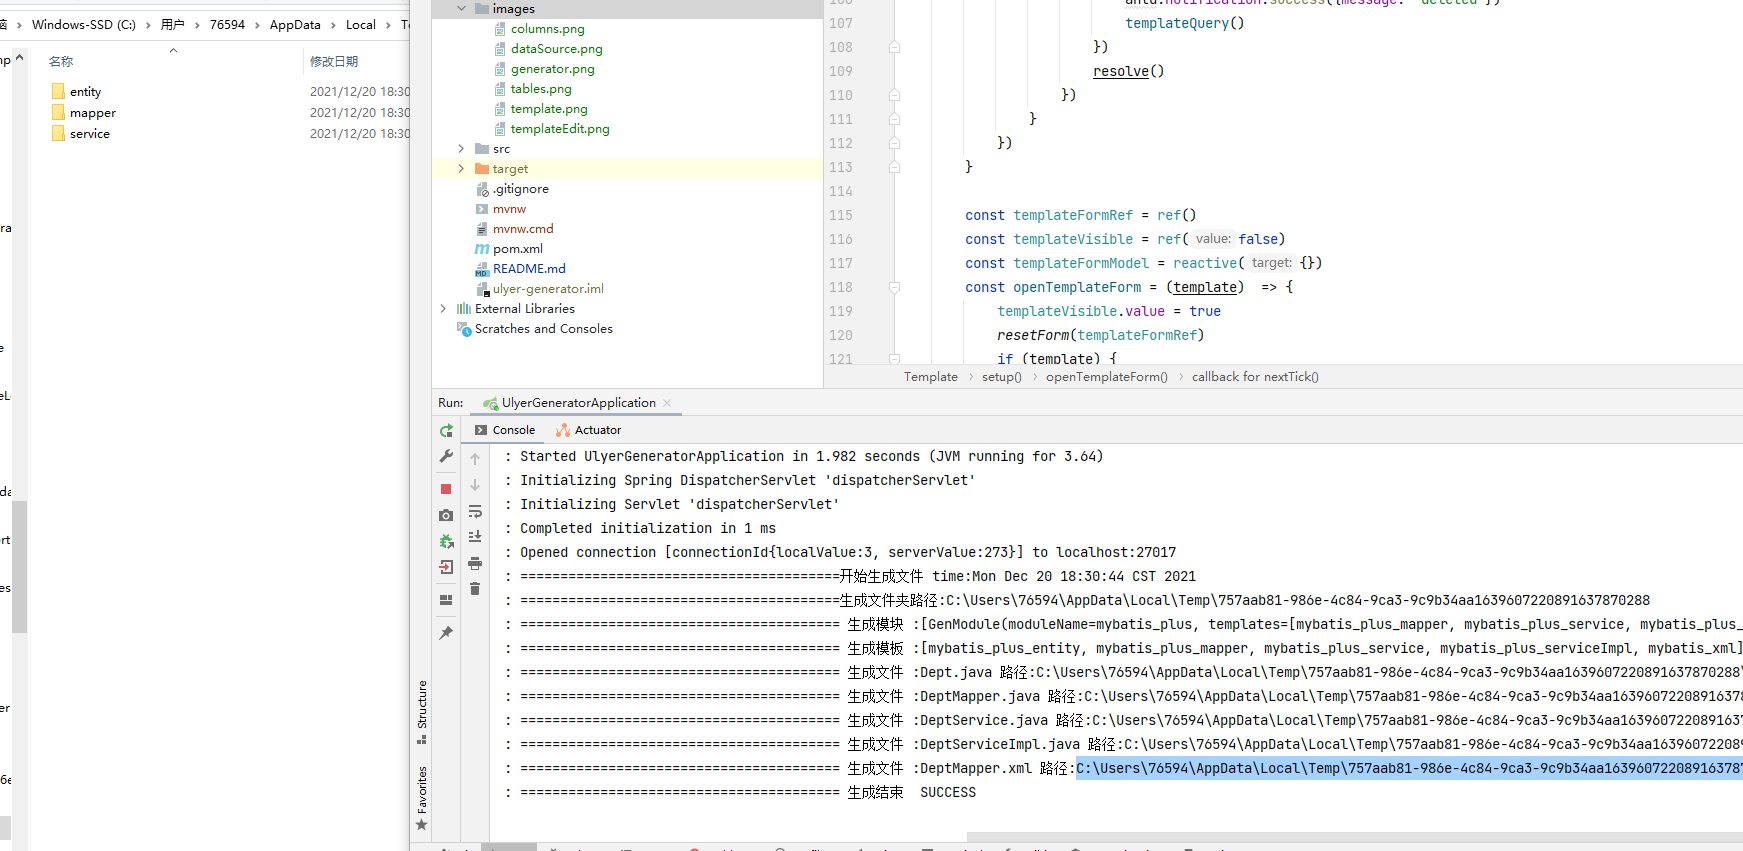 Windows-SSD (C:) > 用户 > 76594 > AppData > Local >
名称 修改日期
entity 2021/12/20 18:30
mapper 2021/12/20 18:30
service 2021/12/20 18:30
images
columns.png
dataSource.png
generator.png
tables.png
template.png
templateEdit.png
src
target
.gitignore
mvnw
mvnw.cmd
pom.xml
README.md
ulyer-generator.iml
External Libraries
Scratches and Consoles
107 templateQuery()
108 })
109 resolve()
110 })
111 }
112 })
113 }
114
115 const templateFormRef = ref()
116 const templateVisible = ref( value: false)
117 const templateFormModel = reactive( target: {})
118 const openTemplateForm = (template) => {
119 templateVisible.value = true
120 resetForm(templateFormRef)
121 if (template) {
Template > setup() > openTemplateForm() > callback for nextTick()
Run: UlyerGeneratorApplication
Console Actuator
: Started UlyerGeneratorApplication in 1.982 seconds (JVM running for 3.64)
: Initializing Spring DispatcherServlet 'dispatcherServlet'
: Initializing Servlet 'dispatcherServlet'
: Completed initialization in 1 ms
: Opened connection [connectionId{localValue:3, serverValue:273}] to localhost:27017
: ========================================开始生成文件 time:Mon Dec 20 18:30:44 CST 2021
: ========================================生成文件夹路径:C:\Users\76594\AppData\Local\Temp\757aab81-986e-4c84-9ca3-9c9b34aa1639607220891637870288
: ======================================== 生成模块 :[GenModule(moduleName=mybatis_plus, templates=[mybatis_plus_mapper, mybatis_plus_service, mybatis_plus_
: ======================================== 生成模板 :[mybatis_plus_entity, mybatis_plus_mapper, mybatis_plus_service, mybatis_plus_serviceImpl, mybatis_xml]
: ======================================== 生成文件 :Dept.java 路径:C:\Users\76594\AppData\Local\Temp\757aab81-986e-4c84-9ca3-9c9b34aa1639607220891637870288\
: ======================================== 生成文件 :DeptMapper.java 路径:C:\Users\76594\AppData\Local\Temp\757aab81-986e-4c84-9ca3-9c9b34aa16396072208916378
: ======================================== 生成文件 :DeptService.java 路径:C:\Users\76594\AppData\Local\Temp\757aab81-986e-4c84-9ca3-9c9b34aa1639607220891637
: ======================================== 生成文件 :DeptServiceImpl.java 路径:C:\Users\76594\AppData\Local\Temp\757aab81-986e-4c84-9ca3-9c9b34aa163960722089
: ======================================== 生成文件 :DeptMapper.xml 路径:C:\Users\76594\AppData\Local\Temp\757aab81-986e-4c84-9ca3-9c9b34aa163960722089163787
: ======================================== 生成结束 SUCCESS
Structure
Favorites